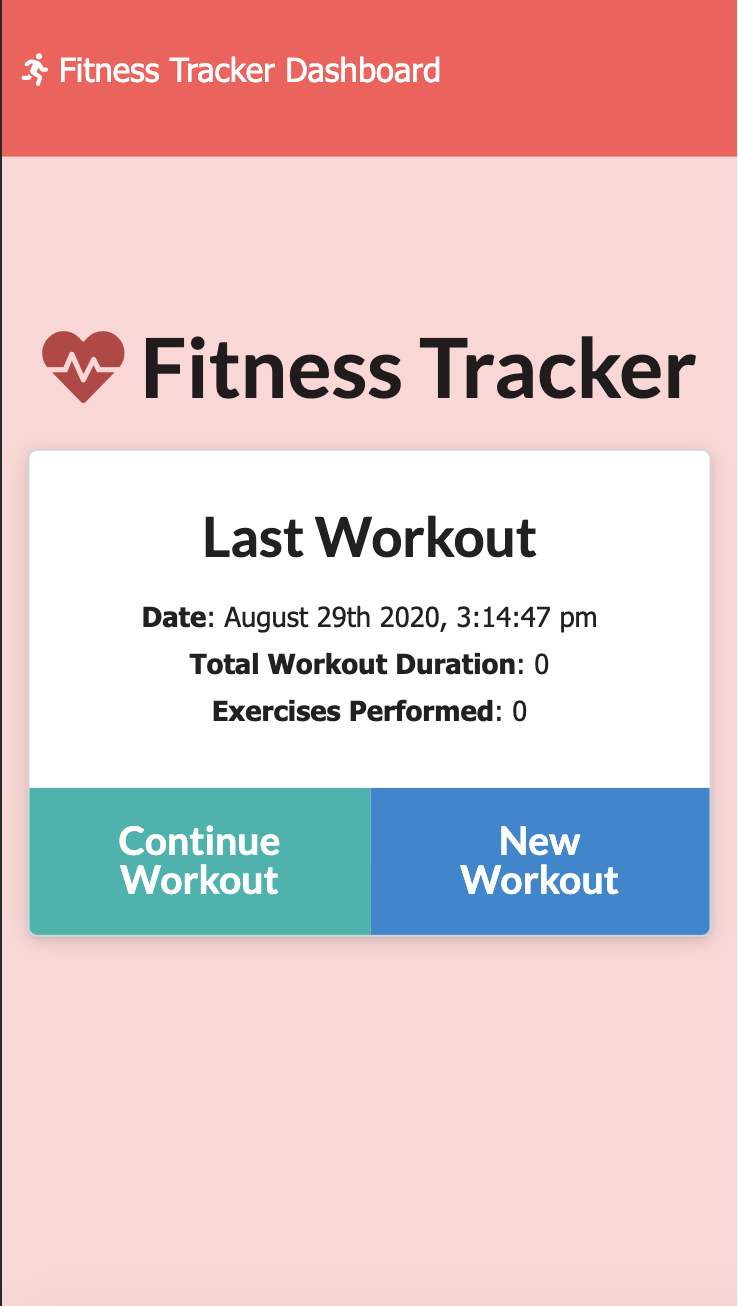 Fitness Tracker Dashboard
Fitness Tracker
Last Workout
Date: August 29th 2020, 3:14:47 pm
Total Workout Duration: 0
Exercises Performed: 0
Continue
Workout
New
Workout